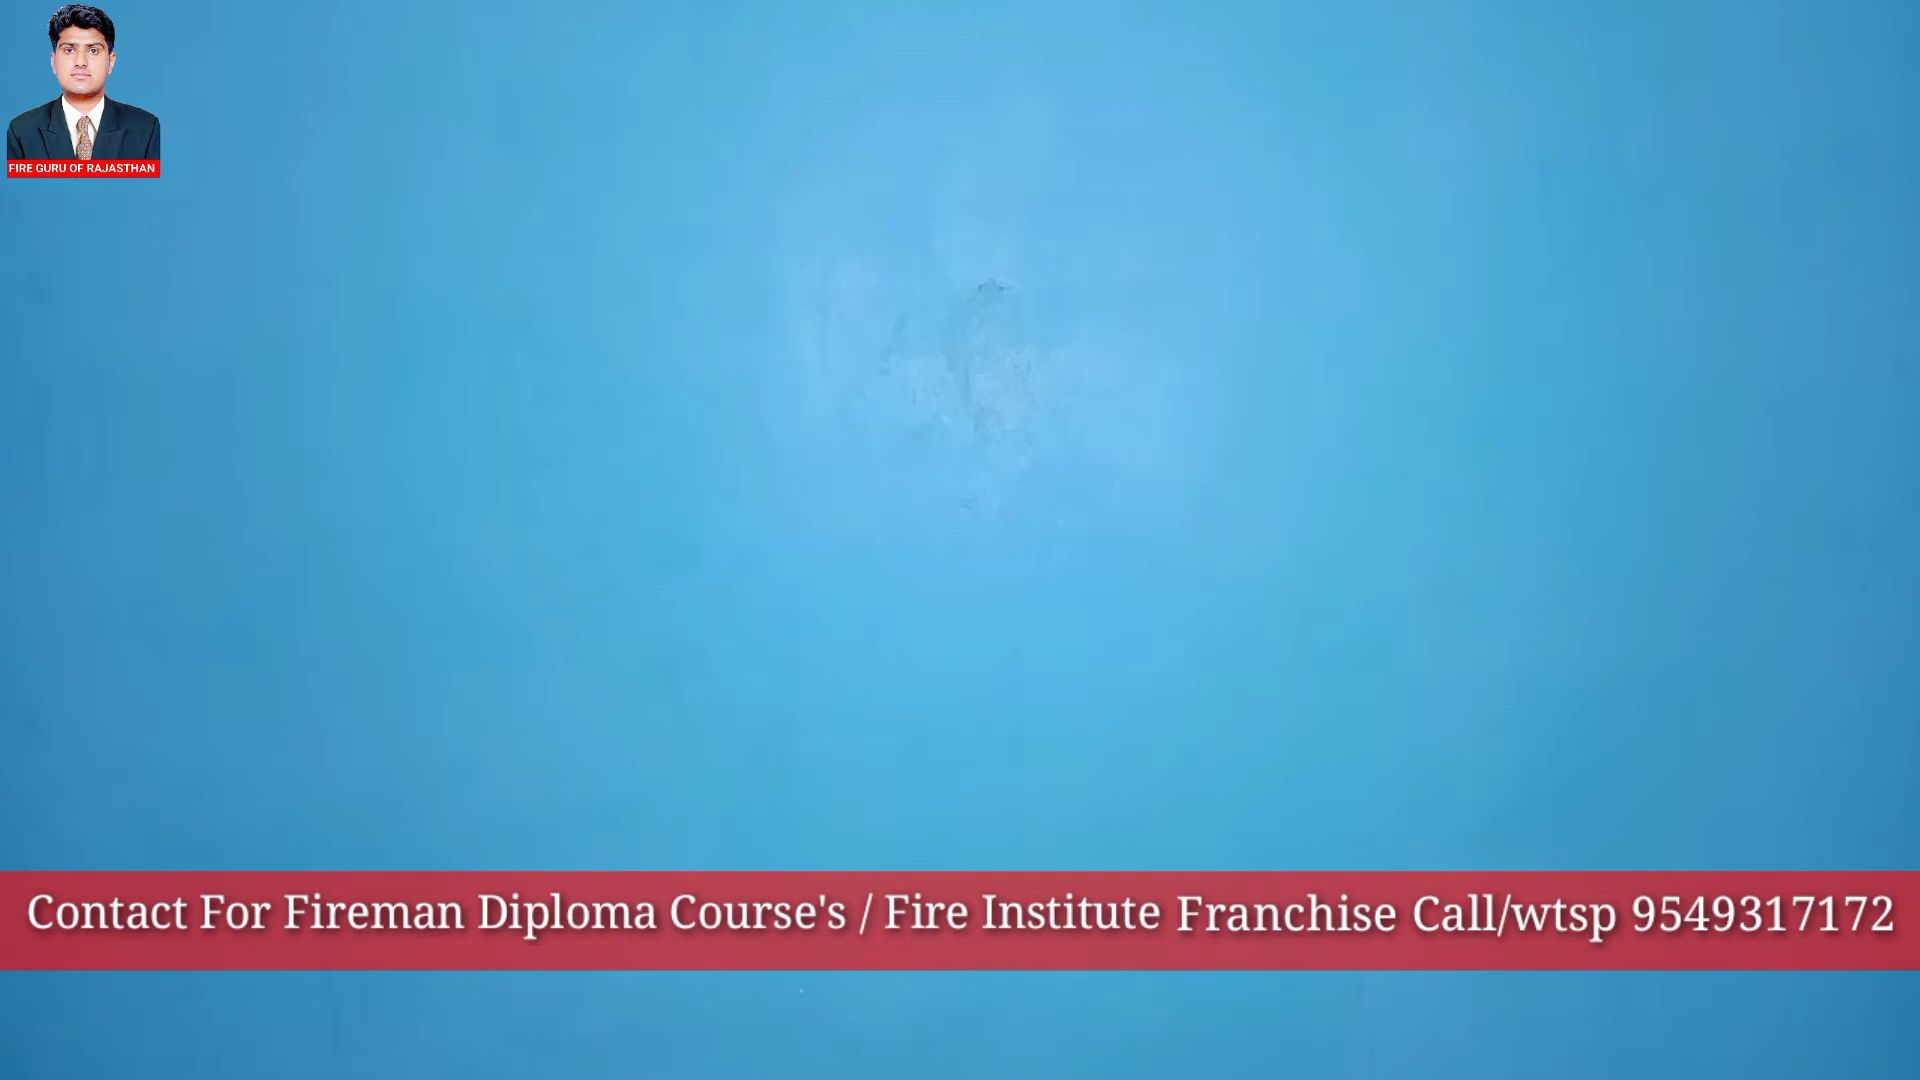 FIRE GURU OF RAJASTHAN
Contact For Fireman Diploma Course's / Fire Institute Franchise Call/wtsp 9549317172